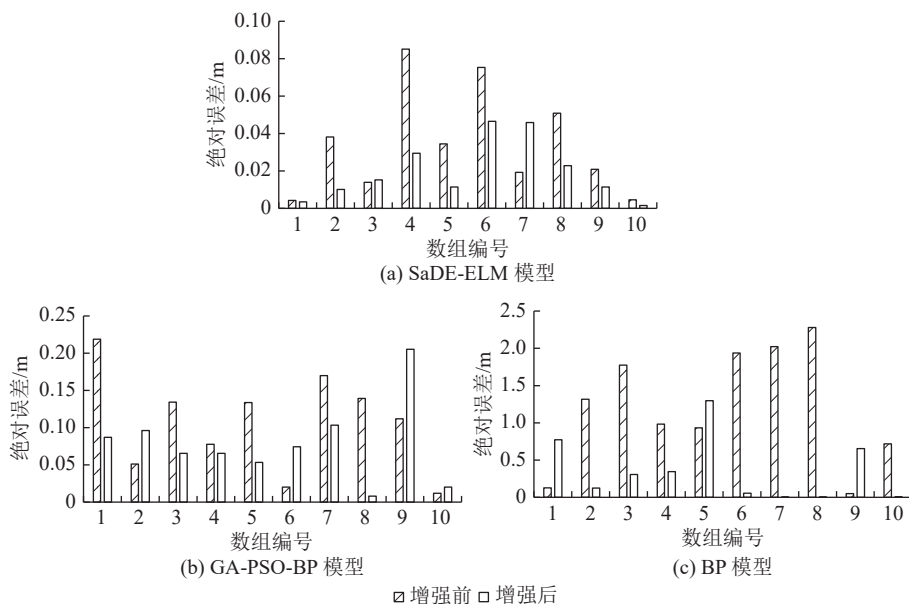 绝对误差/m
0.10
0.08
0.06
0.04
0.02
0
1 2 3 4 5 6 7 8 9 10
数组编号
(a) SaDE-ELM 模型
绝对误差/m
0.25
0.20
0.15
0.10
0.05
0
1 2 3 4 5 6 7 8 9 10
数组编号
(b) GA-PSO-BP 模型
绝对误差/m
2.5
2.0
1.5
1.0
0.5
0
1 2 3 4 5 6 7 8 9 10
数组编号
(c) BP 模型
增强前 增强后